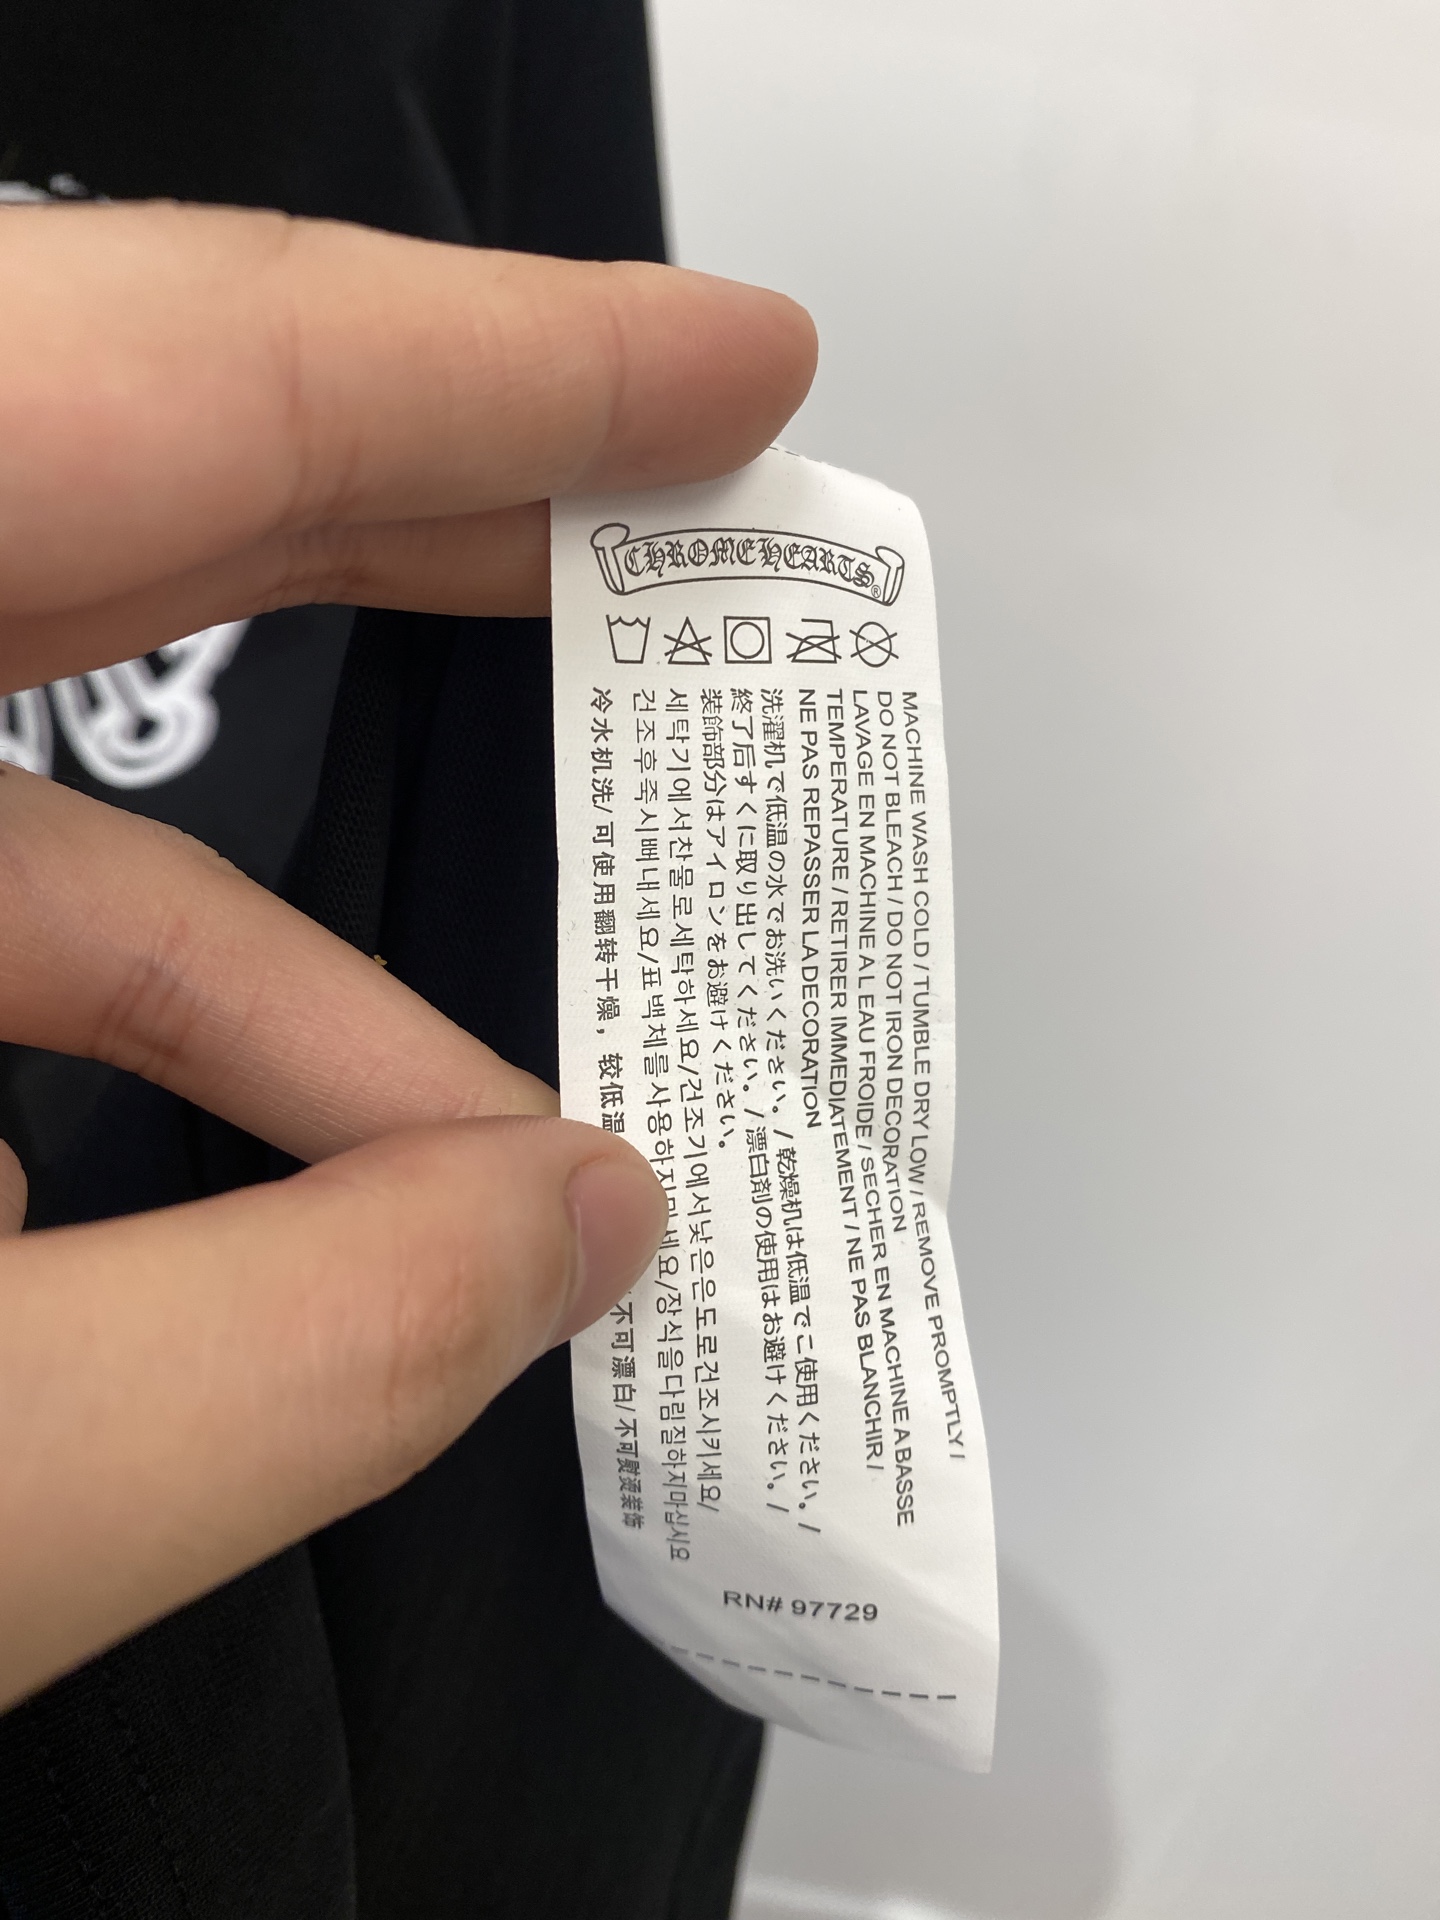 CHROME HEARTS®
MACHINE WASH COLD / TUMBLE DRY LOW / REMOVE PROMPTLY /
DO NOT BLEACH / DO NOT IRON DECORATION
LAVAGE EN MACHINE A L EAU FROIDE / SECHER EN MACHINE A BASSE
TEMPERATURE / RETIRER IMMEDIATEMENT / NE PAS BLANCHIR /
NE PAS REPASSER LA DECORATION
洗濯机で低温の水でお洗いください。/ 乾燥机は低温でご使用ください。/
終了后すぐに取り出してください。/ 漂白剤の使用はお避けください。/
装飾部分はアイロンをお避けください。
세탁기에서찬물로세탁하세요/건조기에서낮은온도로건조시키세요/
건조후즉시빼내세요/표백제를사용하지마세요/장식을다림질하지마십시요
冷水机洗/可使用翻转干燥，较低温 /不可漂白/不可熨烫装饰
RN# 97729